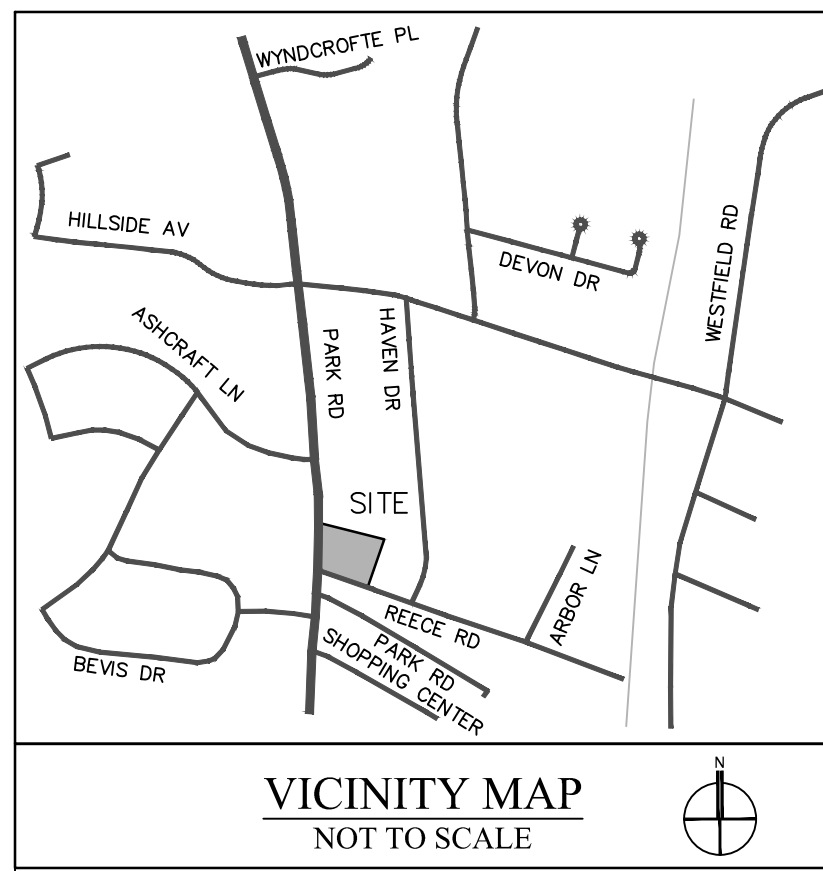 WYNDCROFTE PL
HILLSIDE AV
DEVON DR
WESTFIELD RD
ASHCRAFT LN
PARK RD
HAVEN DR
SITE
ARBOR LN
REECE RD
PARK RD
SHOPPING CENTER
BEVIS DR
VICINITY MAP
NOT TO SCALE
N